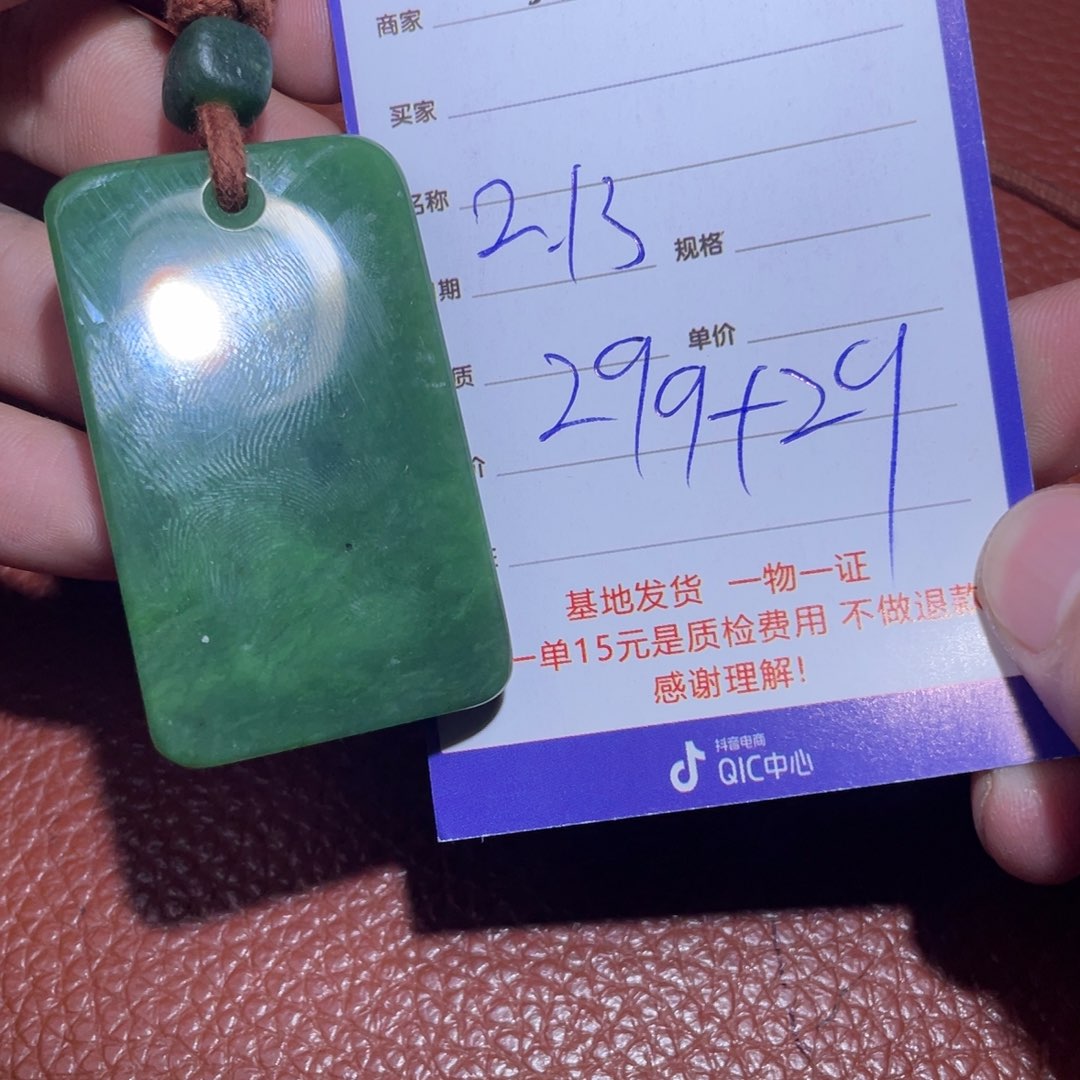 商家
买家
名称
2.13
规格
期
单价
质
299+29
价
基地发货 一物一证
一单15元是质检费用 不做退款
感谢理解!
抖音电商
QIC中心